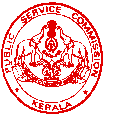 PUBLIC SERVICE COMMISSION
KERALA